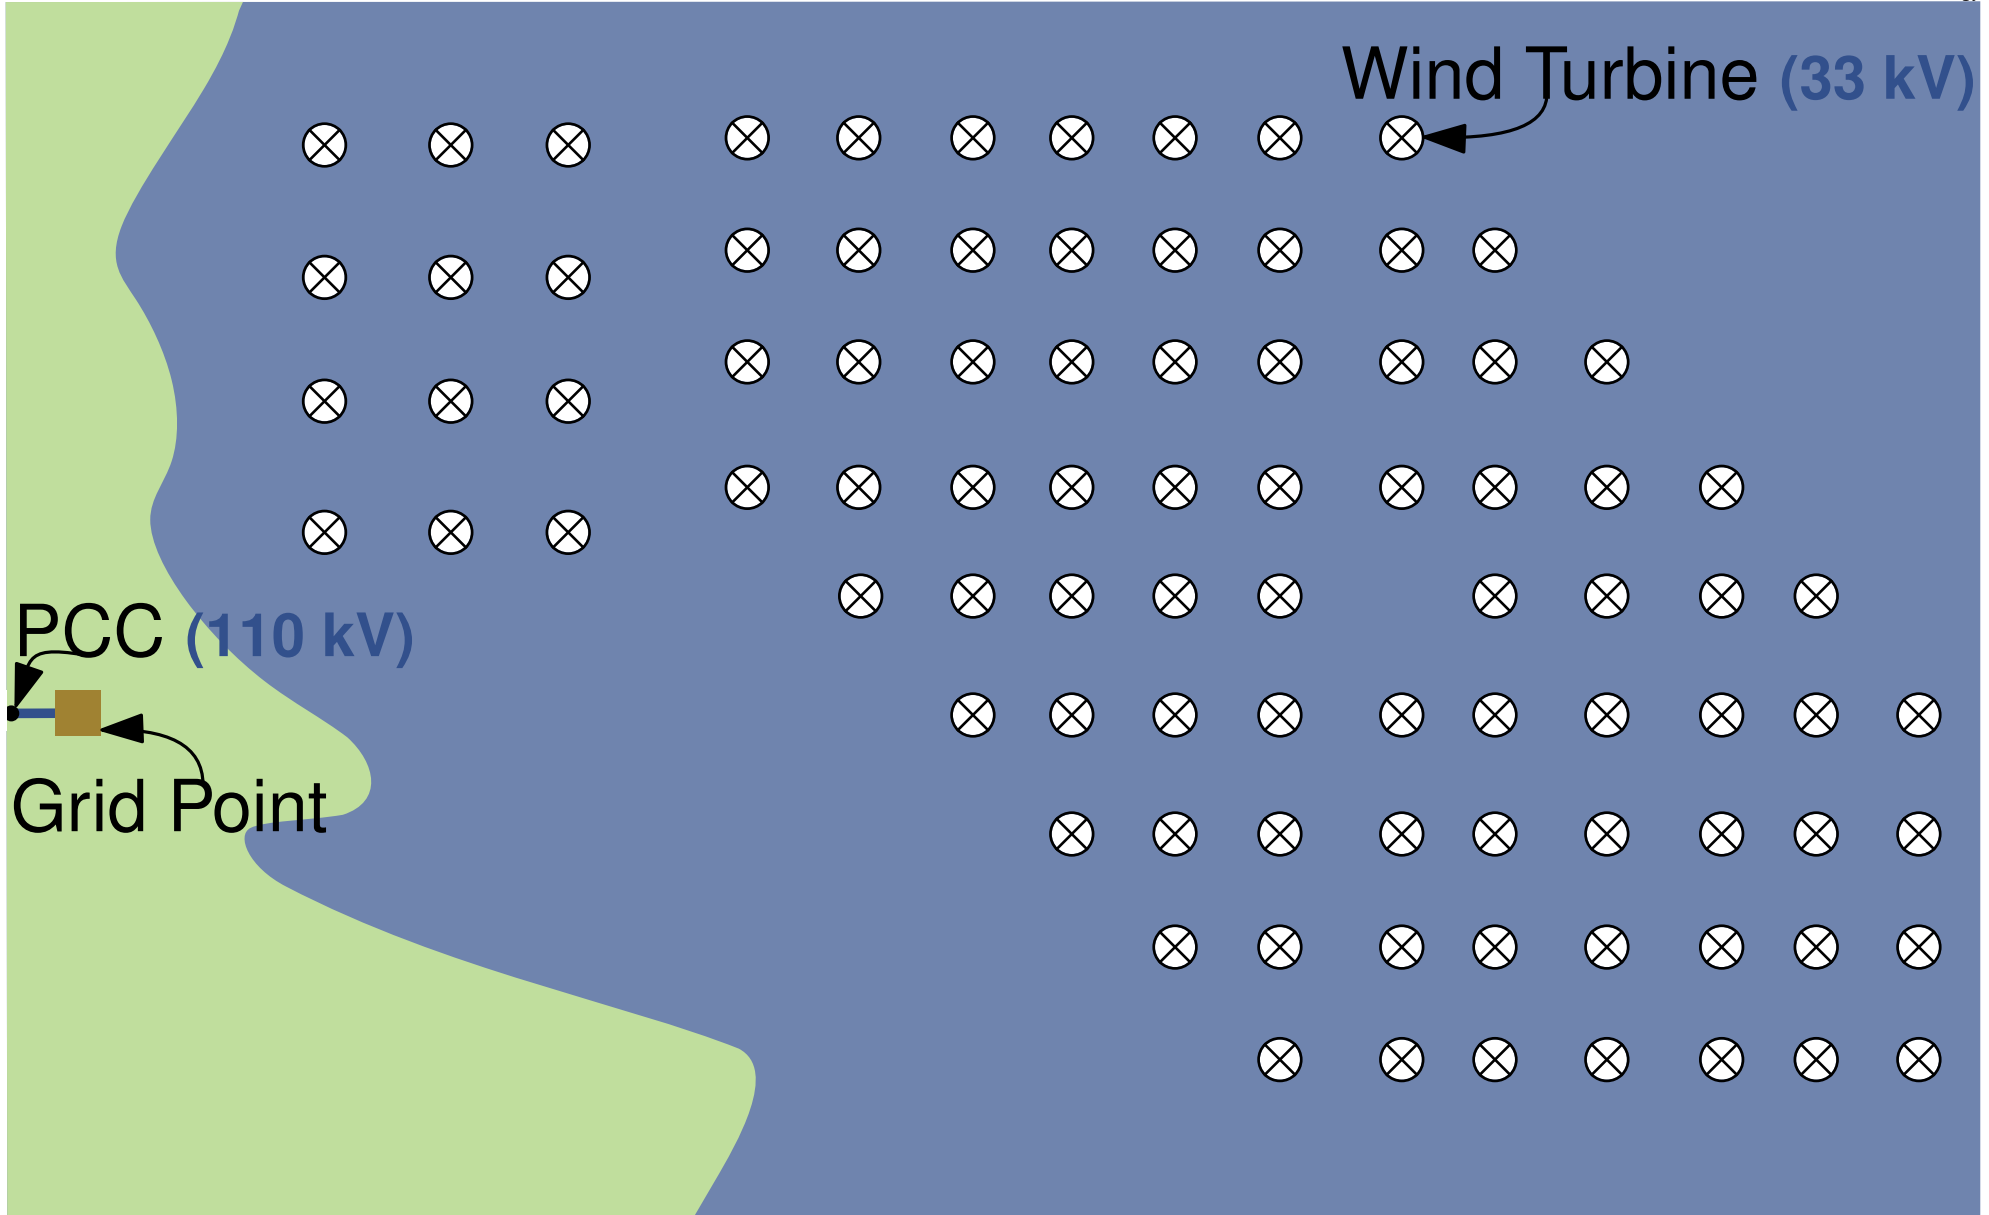 Wind Turbine (33 kV)
PCC (110 kV)
Grid Point